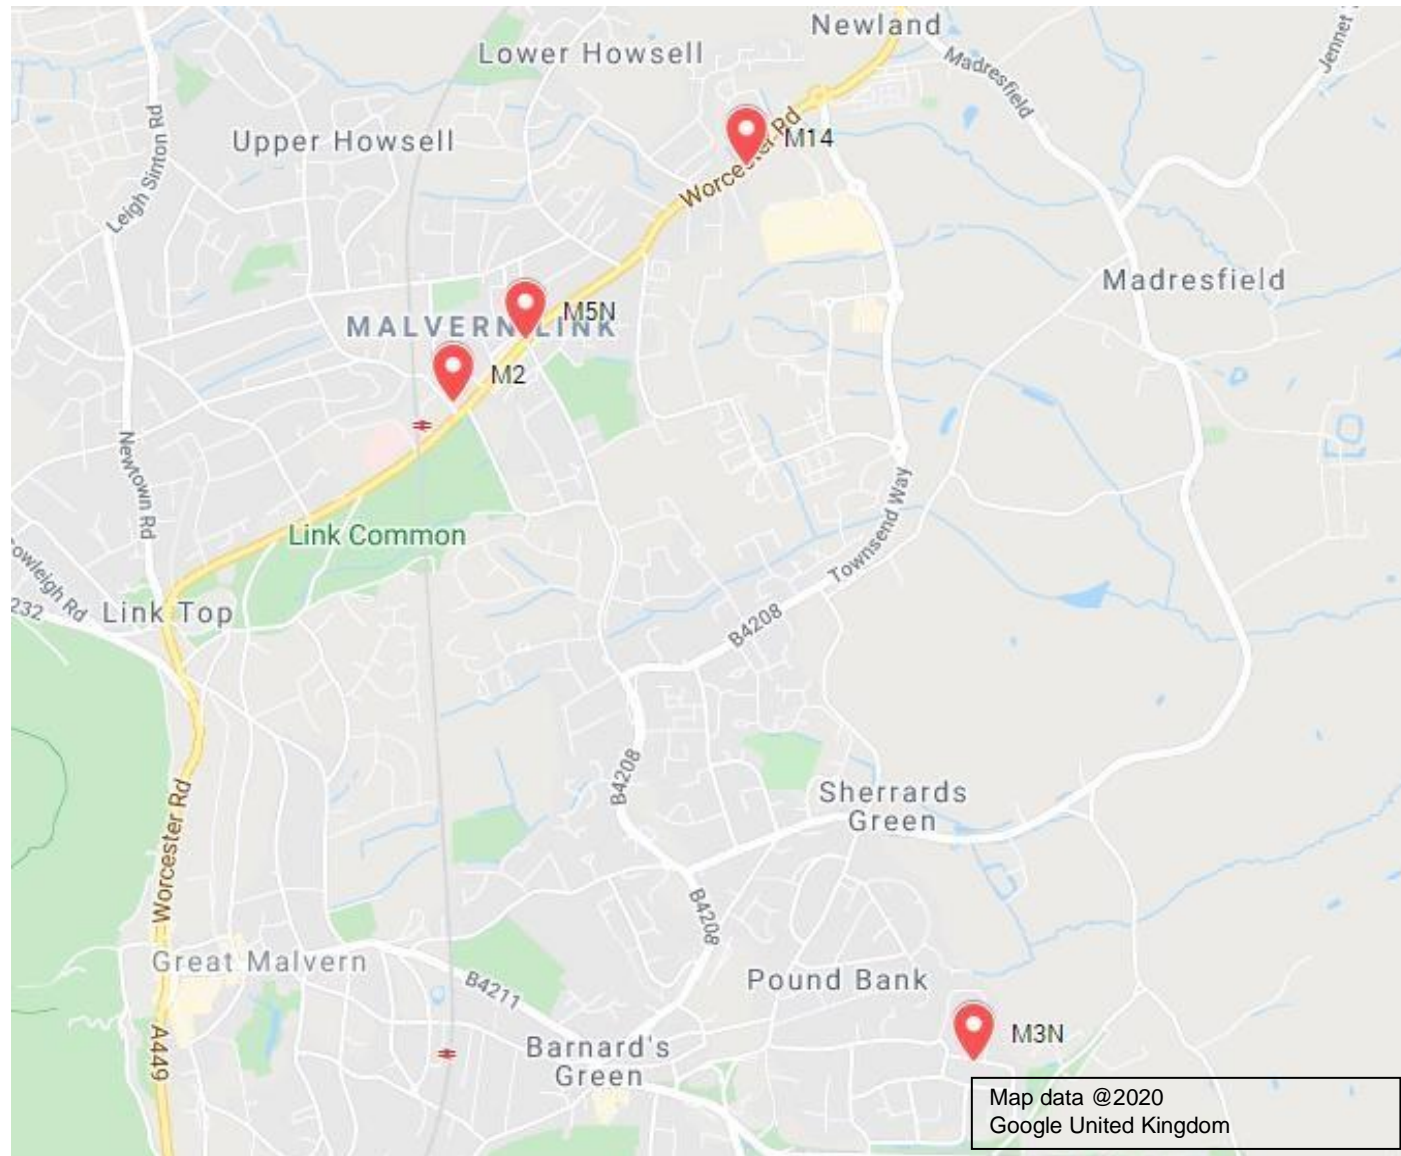 Newland
Lower Howsell
Madresfield
Jennet
Leigh Sinton Rd
Upper Howsell
M14
Worcester Rd
Madresfield
M5N
MALVERN LINK
M2
Newtown Rd
Link Common
Townsend Way
232
Link Top
B4208
B4208
Sherrards
Green
Worcester Rd
B4208
Great Malvern
B4211
Pound Bank
M3N
Barnard's
Green
A449
Map data @2020
Google United Kingdom